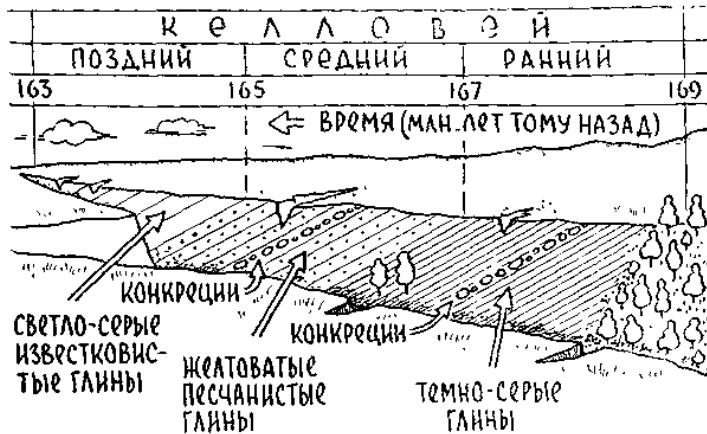 келловей
ПОЗДНИЙ СРЕДНИЙ РАННИЙ
163 165 167 169
ВРЕМЯ (МЛН. ЛЕТ ТОМУ НАЗАД)
КОНКРЕЦИИ
КОНКРЕЦИИ
СВЕТЛО-СЕРЫЕ
ИЗВЕСТКОВИС-
ТЫЕ ГЛИНЫ
ЖЕЛТОВАТЫЕ
ПЕСЧАНИСТЫЕ
ГЛИНЫ
ТЕМНО-СЕРЫЕ
ГЛИНЫ